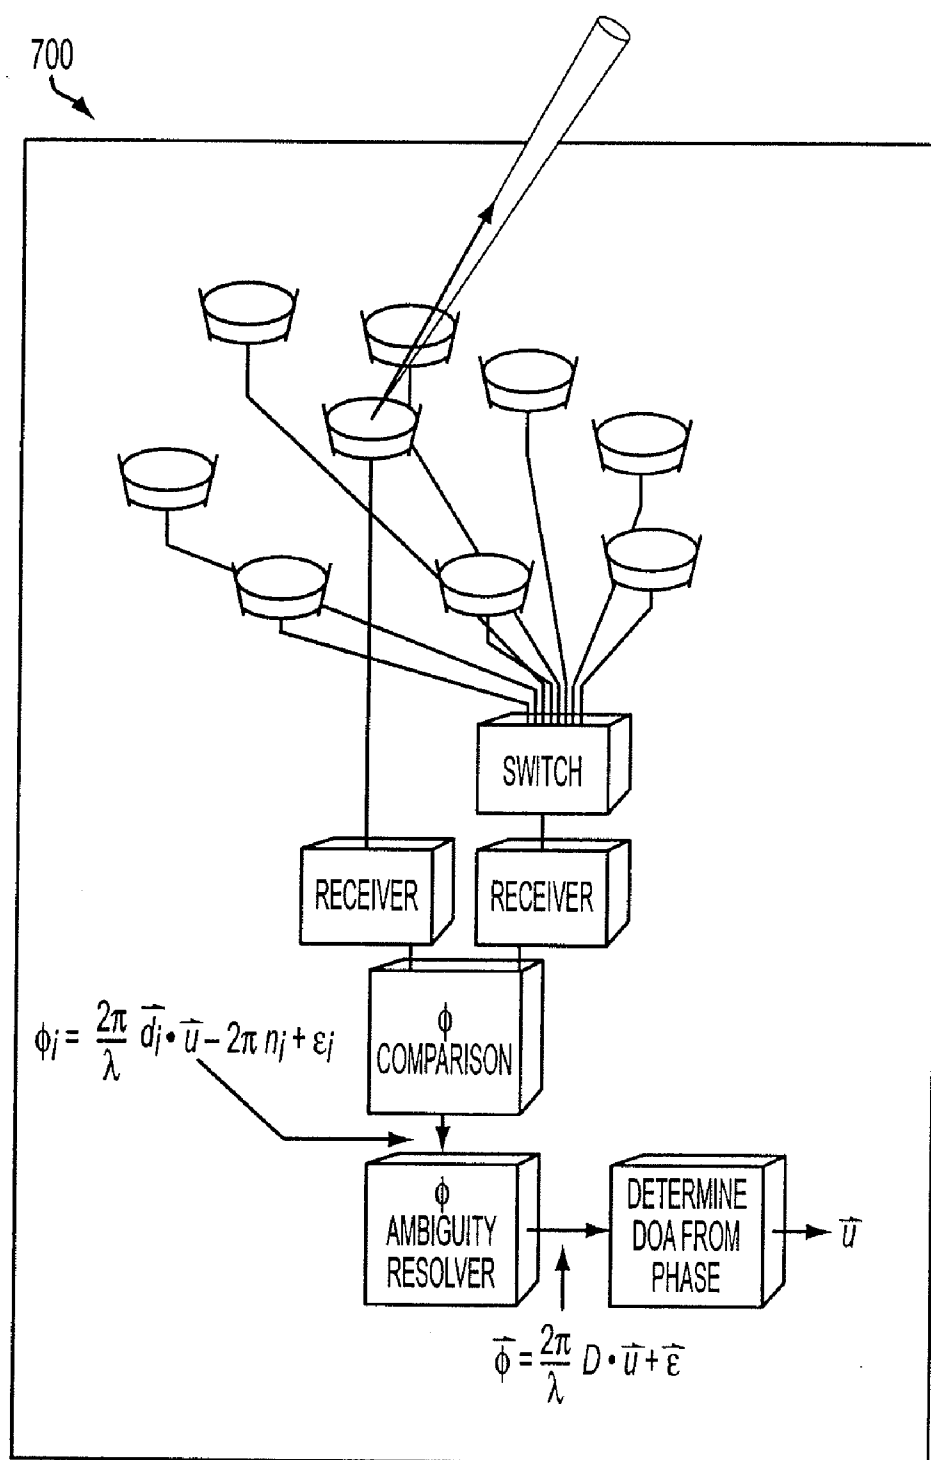 700
SWITCH
RECEIVER
RECEIVER
ϕ
COMPARISON
ϕi = 2π/λ d⃗i • u⃗ – 2π ni + εi
ϕ
AMBIGUITY
RESOLVER
DETERMINE
DOA FROM
PHASE
u⃗
ϕ⃗ = 2π/λ D • u⃗ + ε⃗